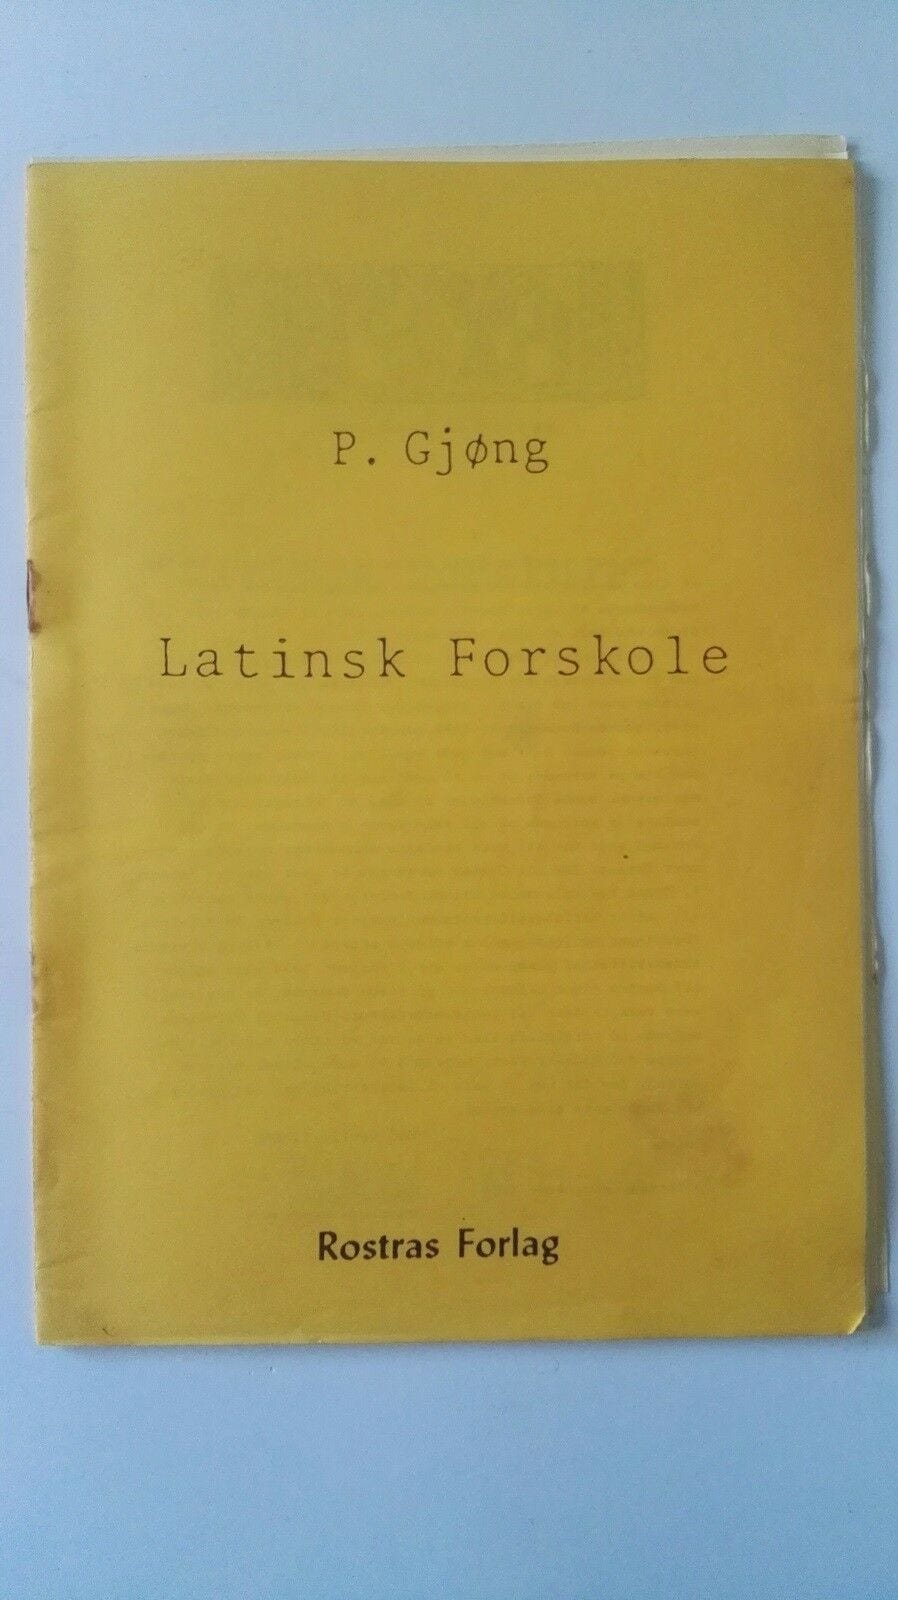 P. Gjøng
Latinsk Forskole
Rostras Forlag